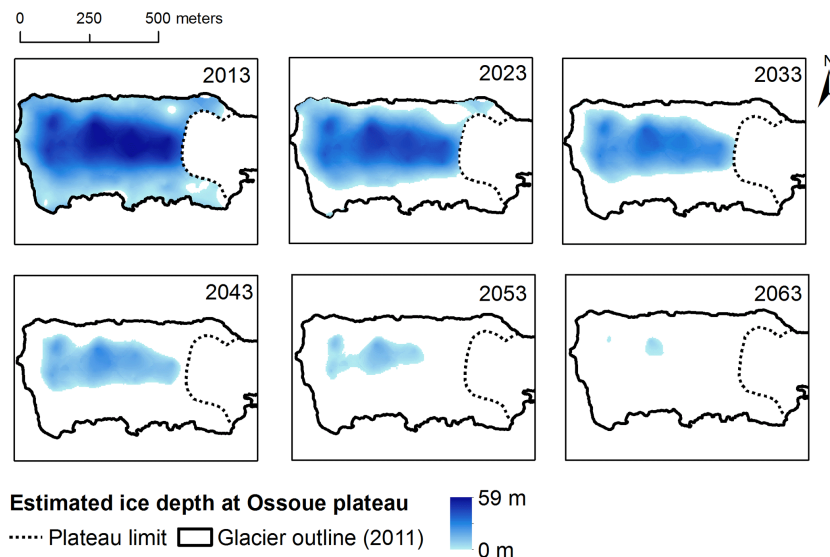 0 250 500 meters
N
2013
2023
2033
2043
2053
2063
Estimated ice depth at Ossoue plateau
Plateau limit
Glacier outline (2011)
59 m
0 m